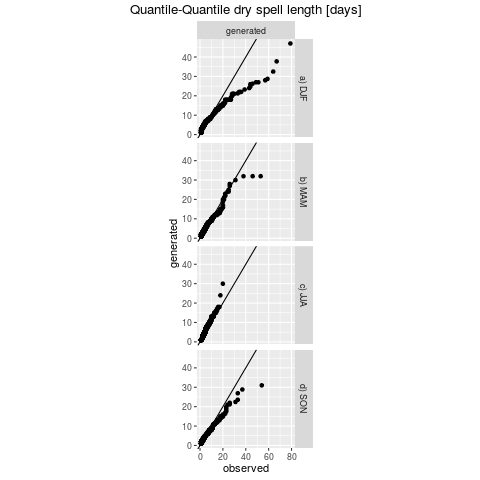 Quantile-Quantile dry spell length [days]
generated
40
30
20
10
0
a) DJF
40
30
20
10
0
b) MAM
generated
40
30
20
10
0
c) JJA
40
30
20
10
0
d) SON
0 20 40 60 80
observed